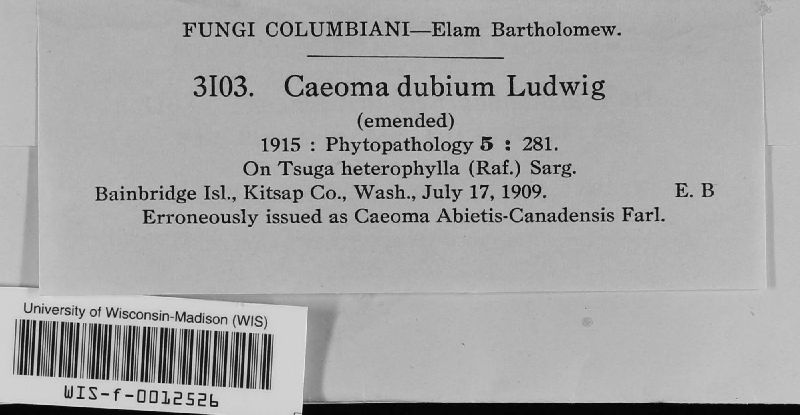 FUNGI COLUMBIANI—Elam Bartholomew.
3103. Caeoma dubium Ludwig
(emended)
1915 : Phytopathology 5 : 281.
On Tsuga heterophylla (Raf.) Sarg.
Bainbridge Isl., Kitsap Co., Wash., July 17, 1909. E. B
Erroneously issued as Caeoma Abietis-Canadensis Farl.
University of Wisconsin-Madison (WIS)
WIS-f-0012526